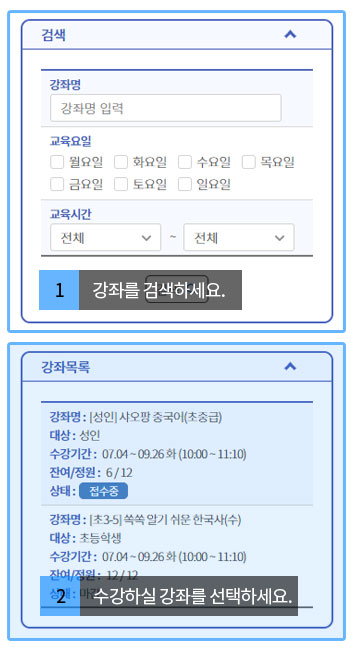 검색
강좌명
강좌명 입력
교육요일
월요일 화요일 수요일 목요일
금요일 토요일 일요일
교육시간
전체 ~ 전체
1 강좌를 검색하세요.
강좌목록
강좌명 : [성인] 샤오팡 중국어(초중급)
대상 : 성인
수강기간 : 07.04 ~ 09.26 화 (10:00 ~ 11:10)
잔여/정원 : 6 / 12
상태 : 접수중
강좌명 : [초3-5] 쏙쏙 알기 쉬운 한국사(수)
대상 : 초등학생
수강기간 : 07.04 ~ 09.26 화 (10:00 ~ 11:10)
잔여/정원 : 12 / 12
2 수강하실 강좌를 선택하세요.